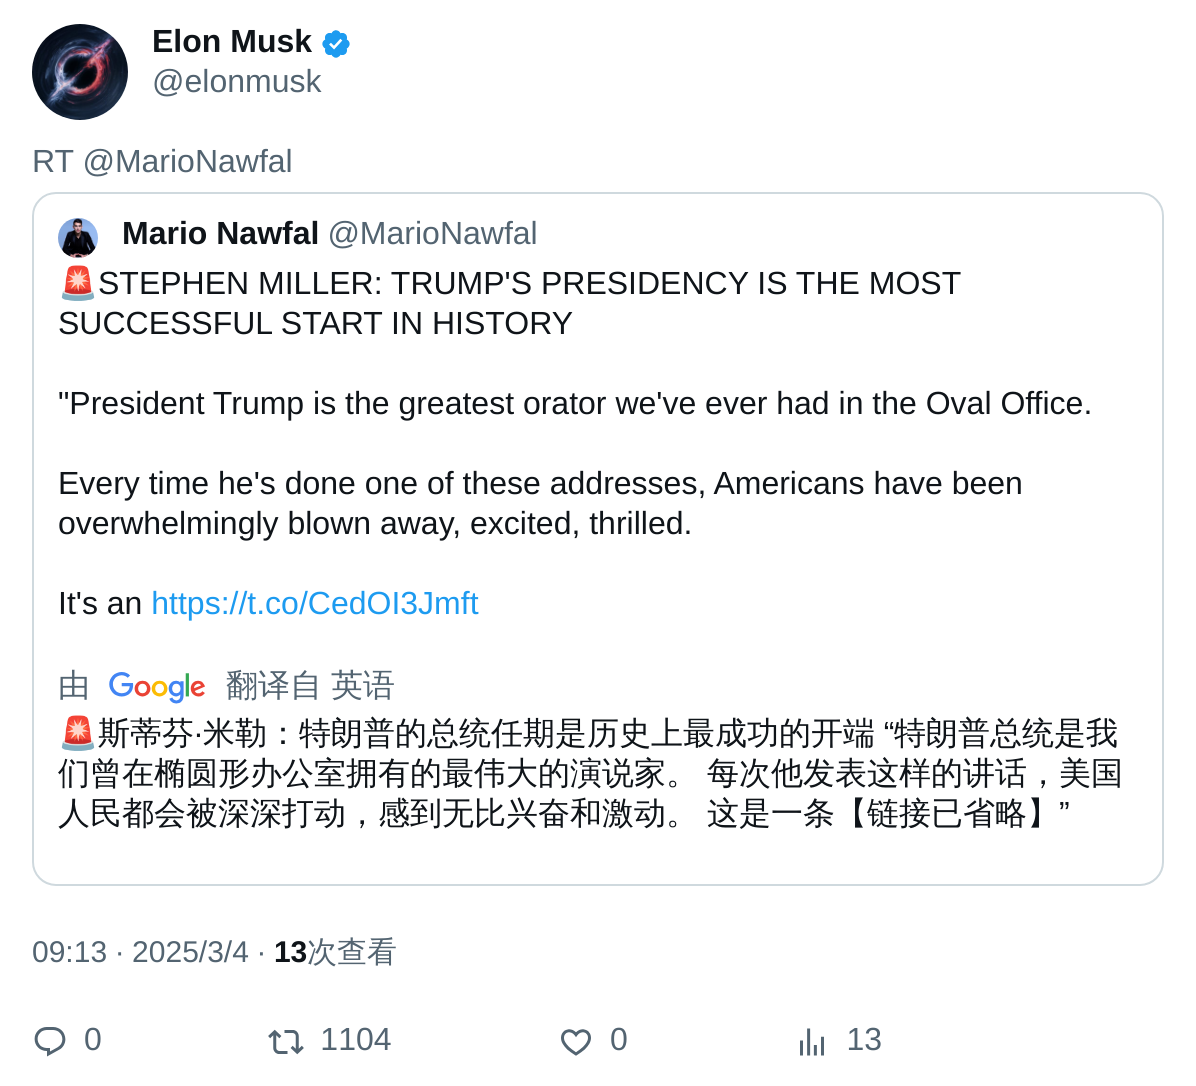 Elon Musk
@elonmusk
RT @MarioNawfal
Mario Nawfal @MarioNawfal
🚨STEPHEN MILLER: TRUMP'S PRESIDENCY IS THE MOST
SUCCESSFUL START IN HISTORY
"President Trump is the greatest orator we've ever had in the Oval Office.
Every time he's done one of these addresses, Americans have been
overwhelmingly blown away, excited, thrilled.
It's an https://t.co/CedOI3Jmft
由 Google 翻译自 英语
🚨斯蒂芬·米勒：特朗普的总统任期是历史上最成功的开端 “特朗普总统是我
们曾在椭圆形办公室拥有的最伟大的演说家。 每次他发表这样的讲话，美国
人民都会被深深打动，感到无比兴奋和激动。 这是一条【链接已省略】”
09:13 · 2025/3/4 · 13次查看
0 1104 0 13